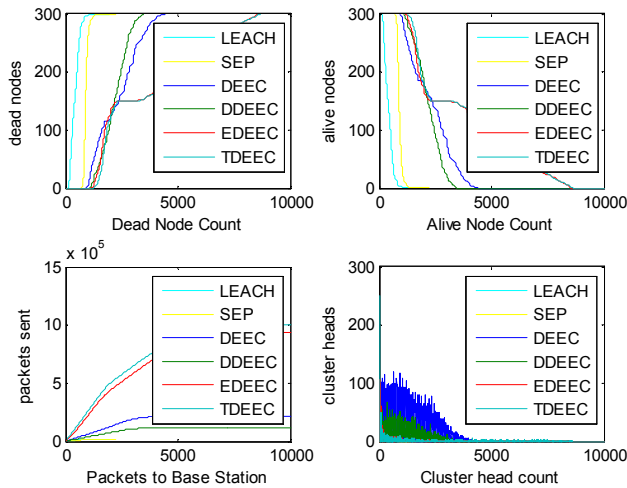 300
200
100
0
dead nodes
0
5000
10000
Dead Node Count
LEACH
SEP
DEEC
DDEEC
EDEEC
TDEEC
300
200
100
0
alive nodes
0
5000
10000
Alive Node Count
LEACH
SEP
DEEC
DDEEC
EDEEC
TDEEC
x 10^5
15
10
5
0
packets sent
0
5000
10000
Packets to Base Station
LEACH
SEP
DEEC
DDEEC
EDEEC
TDEEC
300
200
100
0
cluster heads
0
5000
10000
Cluster head count
LEACH
SEP
DEEC
DDEEC
EDEEC
TDEEC